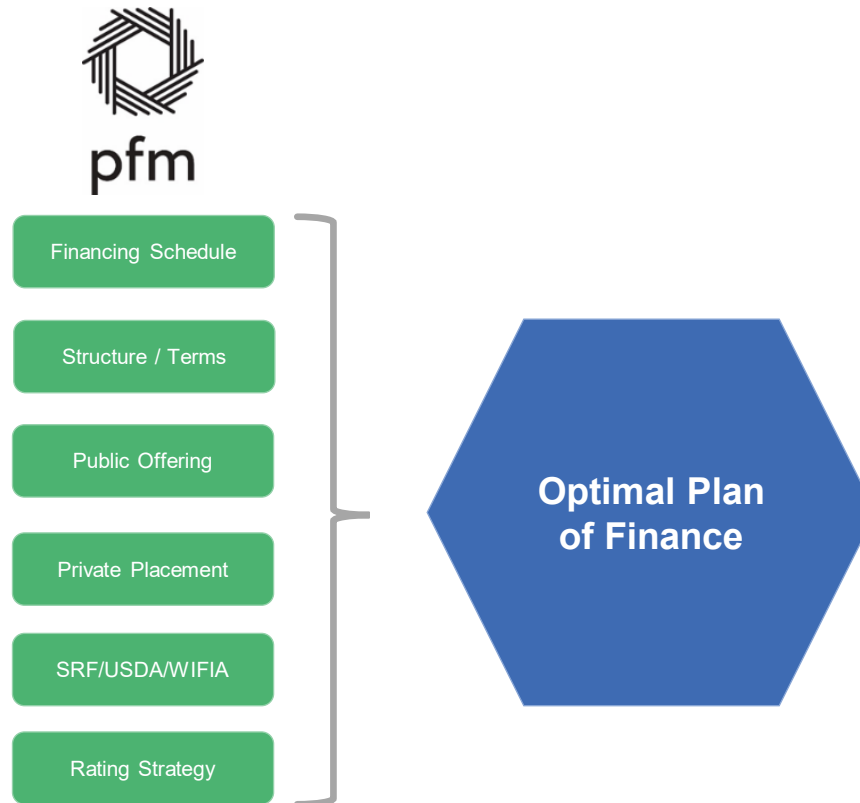 pfm
Financing Schedule
Structure / Terms
Public Offering
Private Placement
SRF/USDA/WIFIA
Rating Strategy
Optimal Plan
of Finance